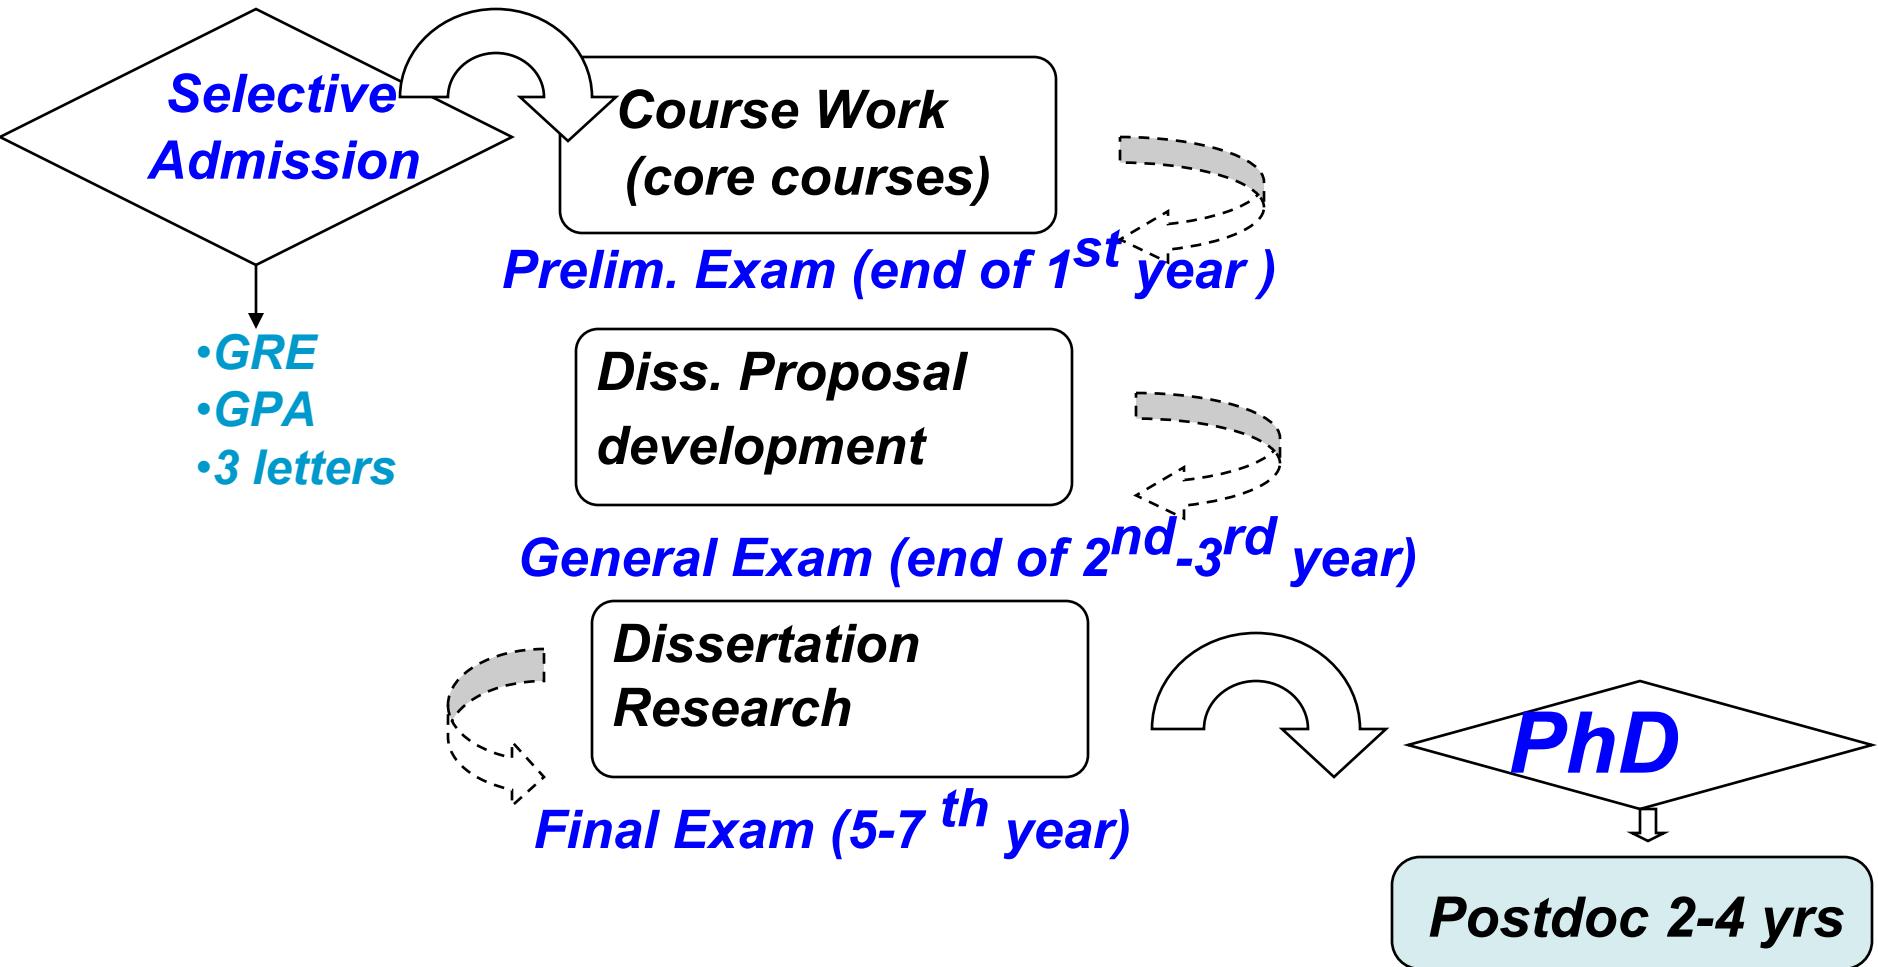 Selective
Admission
Course Work
(core courses)
Prelim. Exam (end of 1st year )
•GRE
•GPA
•3 letters
Diss. Proposal
development
General Exam (end of 2nd-3rd year)
Dissertation
Research
PhD
Final Exam (5-7 th year)
Postdoc 2-4 yrs